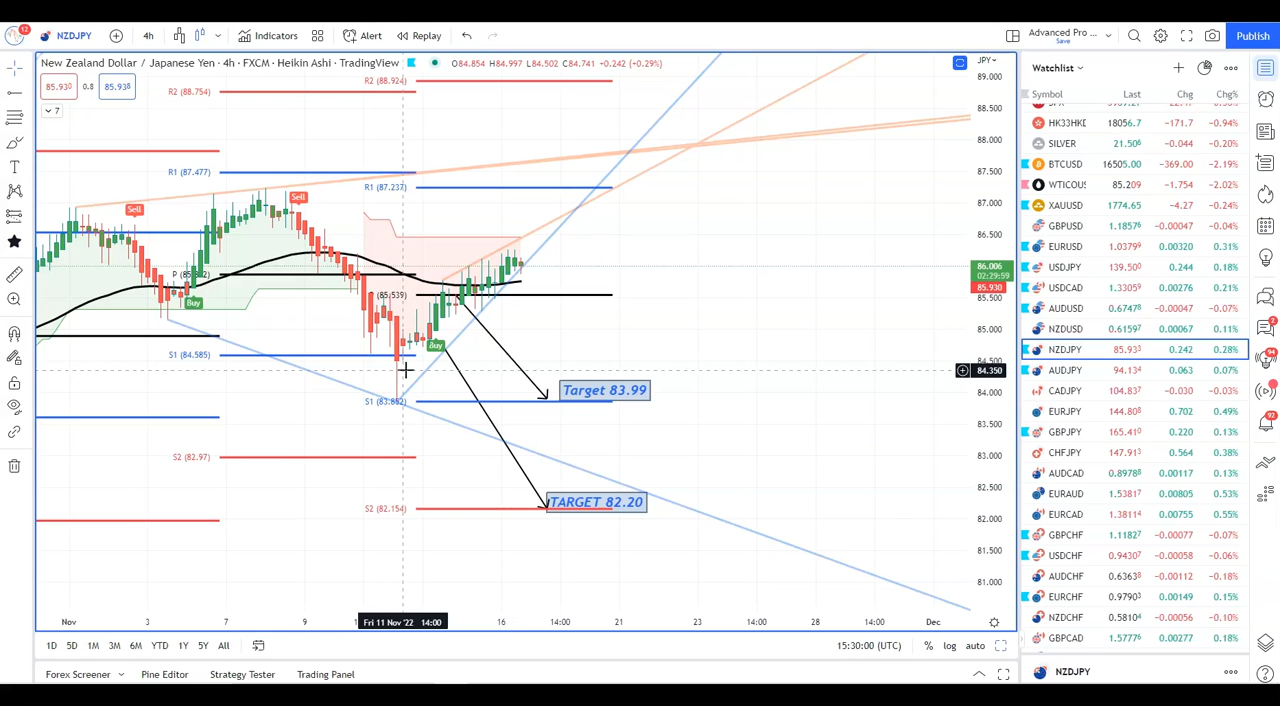 12 NZDJPY 4h Indicators Alert Replay Advanced Pro ... Save Publish
New Zealand Dollar / Japanese Yen · 4h · FXCM · Heikin Ashi · TradingView O84.854 H84.997 L84.502 C84.741 −0.242 (−0.29%) JPY
85.930 0.8 85.938
7
R2 (88.754)
R2 (88.924)
R1 (87.477)
R1 (87.237)
Sell
Sell
Buy
(85.539)
S1 (84.585)
Buy
S1 (83.852)
Target 83.99
S2 (82.97)
S2 (82.154)
TARGET 82.20
89.000
88.500
88.000
87.500
87.000
86.500
86.006
02:29:59
85.930
85.500
85.000
84.500
84.350
84.000
83.500
83.000
82.500
82.000
81.500
81.000
Nov 3 7 9 Fri 11 Nov '22 14:00 16 14:00 21 23 14:00 28 14:00 Dec
1D 5D 1M 3M 6M YTD 1Y 5Y All 15:30:00 (UTC) % log auto
Forex Screener Pine Editor Strategy Tester Trading Panel
Watchlist
Symbol Last Chg Chg%
HK33HKD 18056.7 −171.7 −0.94%
SILVER 21.506 −0.044 −0.20%
BTCUSD 16505.00 −369.00 −2.19%
WTICOUS 85.209 −1.754 −2.02%
XAUUSD 1774.65 −4.27 −0.24%
GBPUSD 1.18576 −0.00047 −0.04%
EURUSD 1.03799 0.00320 0.31%
USDJPY 139.500 0.244 0.18%
USDCAD 1.33059 0.00276 0.21%
AUDUSD 0.67476 −0.00118
NZDUSD 0.61597 0.00067 0.11%
NZDJPY 85.933 0.242 0.28%
AUDJPY 94.134 0.063 0.07%
CADJPY 104.837 −0.030 −0.03%
EURJPY 144.808 0.702 0.49%
GBPJPY 165.410 0.220 0.13%
CHFJPY 147.913 0.564 0.38%
AUDCAD 0.89788 0.00117 0.13%
EURAUD 1.53817 0.00805 0.53%
EURCAD 1.38114 0.00755 0.55%
GBPCHF 1.11827 −0.00077 −0.07%
USDCHF 0.94307 −0.00058 −0.06%
AUDCHF 0.63638 −0.00112 −0.18%
EURCHF 0.97903 0.00149 0.15%
NZDCHF 0.58104 −0.00056 −0.10%
GBPCAD 1.57776 0.00277 0.18%
NZDJPY
2
94
92